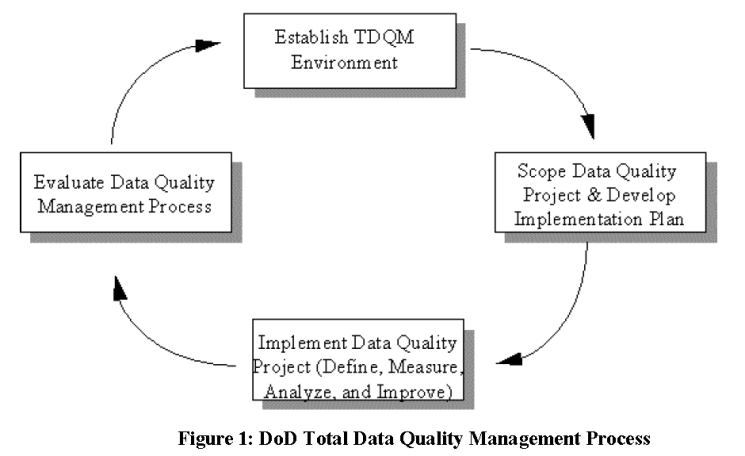 Establish TDQM
Environment
Scope Data Quality
Project & Develop
Implementation Plan
Implement Data Quality
Project (Define, Measure,
Analyze, and Improve)
Evaluate Data Quality
Management Process
Figure 1: DoD Total Data Quality Management Process